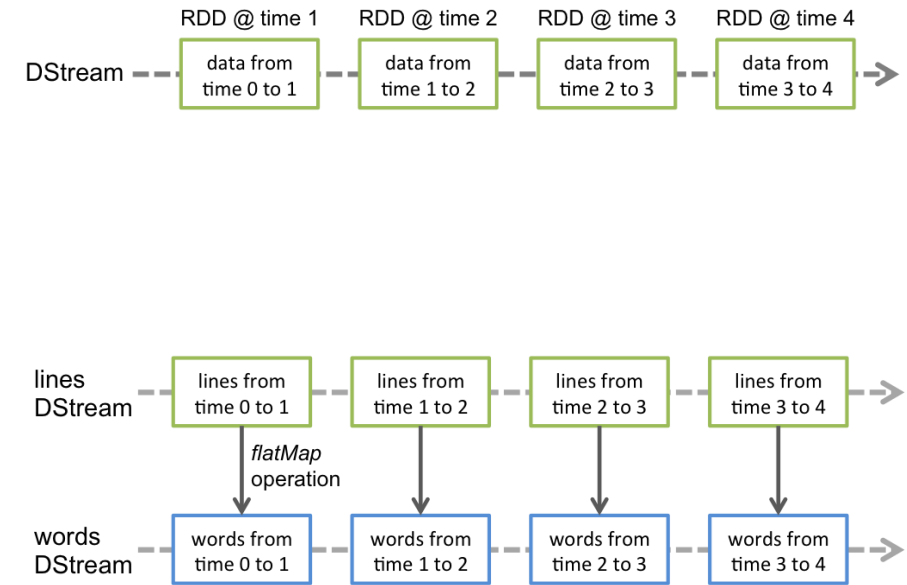 RDD @ time 1
RDD @ time 2
RDD @ time 3
RDD @ time 4
DStream
data from
time 0 to 1
data from
time 1 to 2
data from
time 2 to 3
data from
time 3 to 4
lines
DStream
lines from
time 0 to 1
lines from
time 1 to 2
lines from
time 2 to 3
lines from
time 3 to 4
flatMap
operation
words
DStream
words from
time 0 to 1
words from
time 1 to 2
words from
time 2 to 3
words from
time 3 to 4